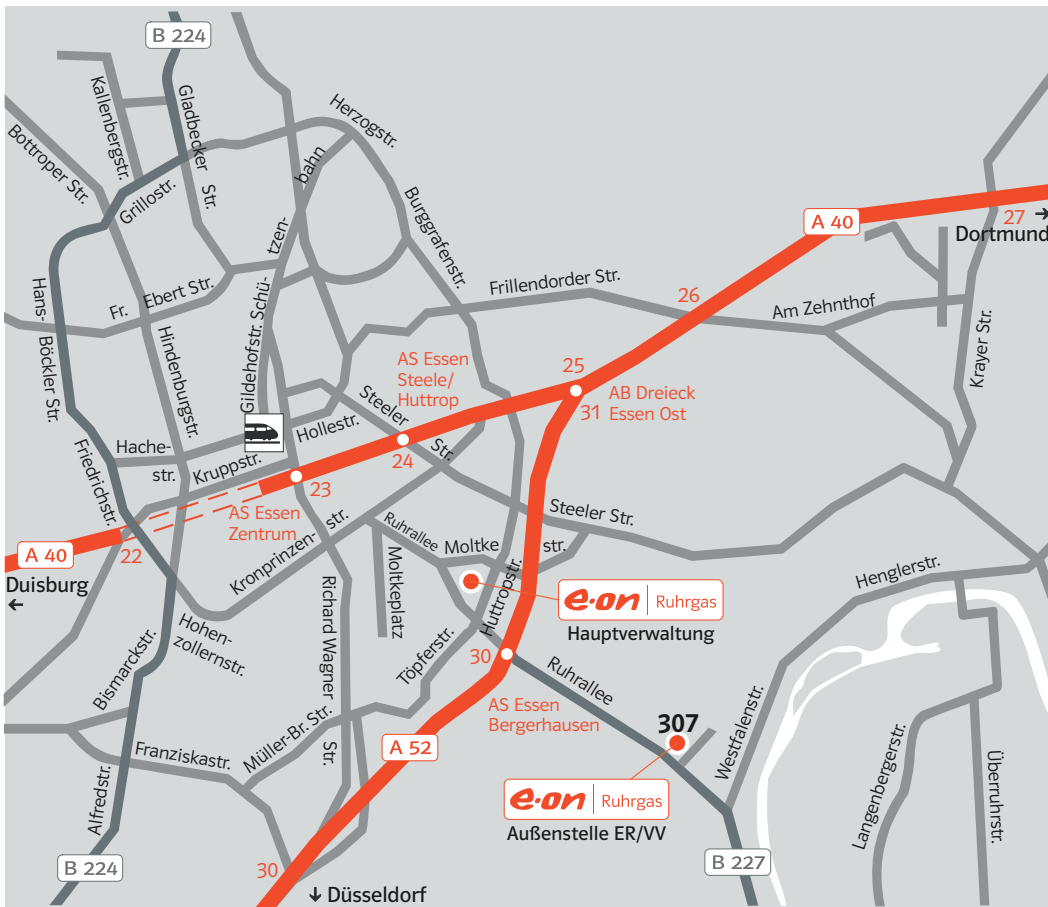 B 224
Kallenbergstr.
Gladbecker
Str.
Bottroper Str.
Grillostr.
Herzogstr.
Schützen-
bahn
Burggrafenstr.
A 40
27 →
Dortmund
Frillendorder Str.
26
Am Zehnthof
Krayer Str.
Hans-
Böckler Str.
Fr. Ebert Str.
Hindenburgstr.
Gildehofstr.
AS Essen
Steele/
Huttrop
25
31
AB Dreieck
Essen Ost
Steeler
Str.
Hollestr.
Hache-
str.
Kruppstr.
24
23
Friedrichstr.
AS Essen
Zentrum
22
A 40
Duisburg
←
Kronprinzen-
str.
Ruhrallee
Moltke
str.
Steeler Str.
Moltkeplatz
Richard Wagner
Str.
Huttropstr.
Henglerstr.
e·on | Ruhrgas
Hauptverwaltung
Hohen-
zollernstr.
Bismarckstr.
Töpferstr.
30
Ruhrallee
AS Essen
Bergerhausen
Westfalenstr.
307
Müller-Br. Str.
Franziskastr.
A 52
e·on | Ruhrgas
Außenstelle ER/VV
Langenbergerstr.
Überruhrstr.
Alfredstr.
B 224
30
↓ Düsseldorf
B 227